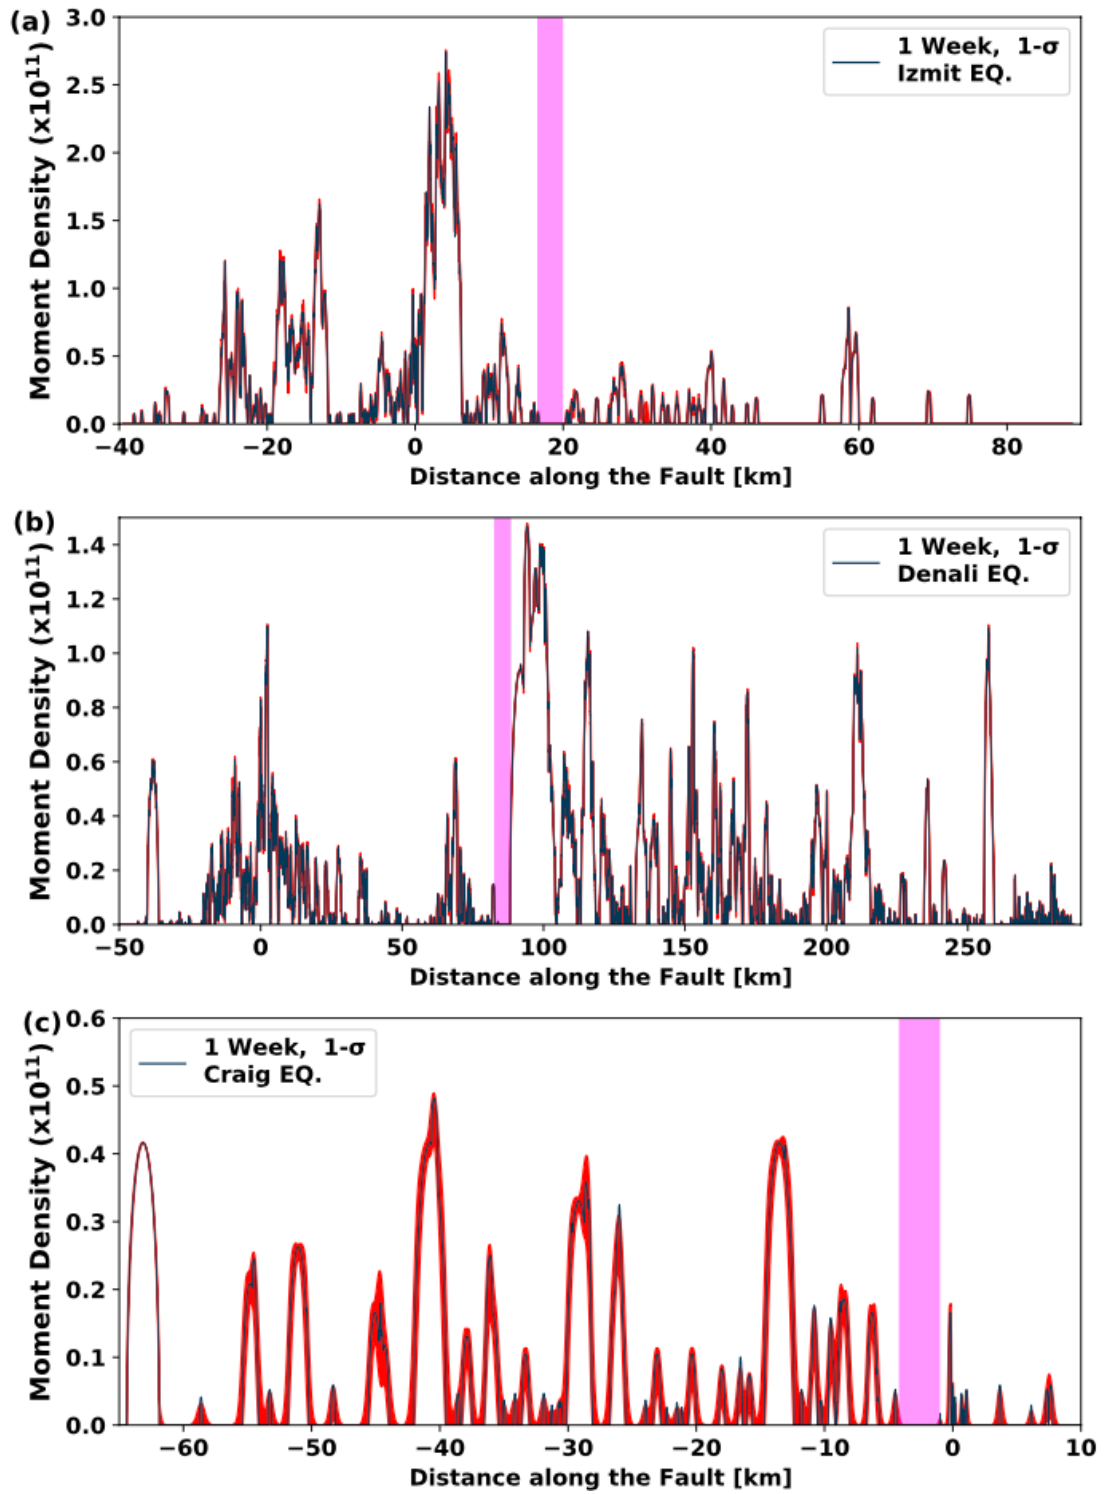 (a)
3.0
2.5
2.0
1.5
1.0
0.5
0.0
Moment Density (x10¹¹)
1 Week, 1-σ
Izmit EQ.
−40 −20 0 20 40 60 80
Distance along the Fault [km]
(b)
1.4
1.2
1.0
0.8
0.6
0.4
0.2
0.0
Moment Density (x10¹¹)
1 Week, 1-σ
Denali EQ.
−50 0 50 100 150 200 250
Distance along the Fault [km]
(c)
0.6
0.5
0.4
0.3
0.2
0.1
0.0
Moment Density (x10¹¹)
1 Week, 1-σ
Craig EQ.
−60 −50 −40 −30 −20 −10 0 10
Distance along the Fault [km]